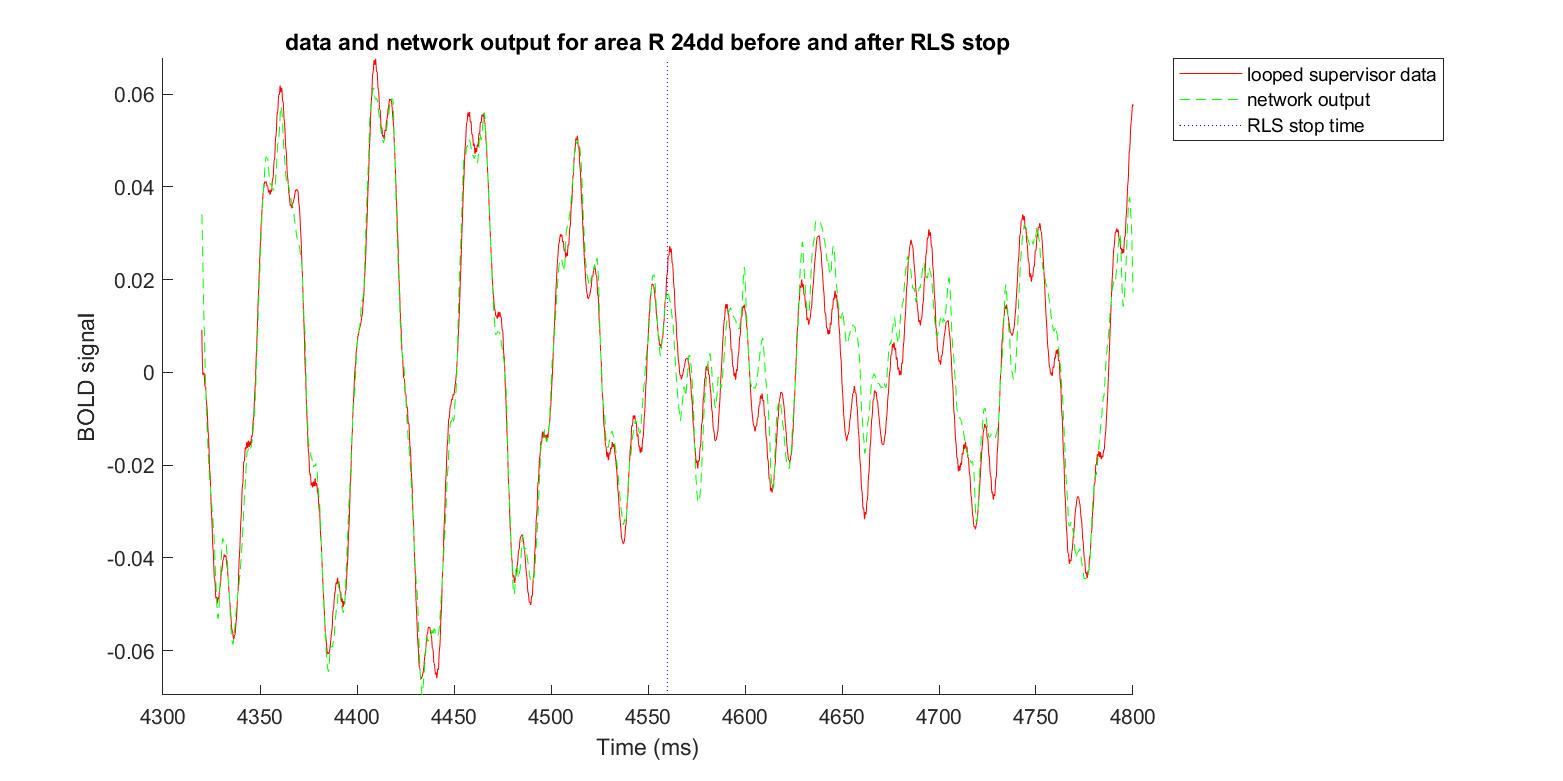 data and network output for area R 24dd before and after RLS stop
looped supervisor data
network output
RLS stop time
BOLD signal
0.06
0.04
0.02
0
-0.02
-0.04
-0.06
4300 4350 4400 4450 4500 4550 4600 4650 4700 4750 4800
Time (ms)